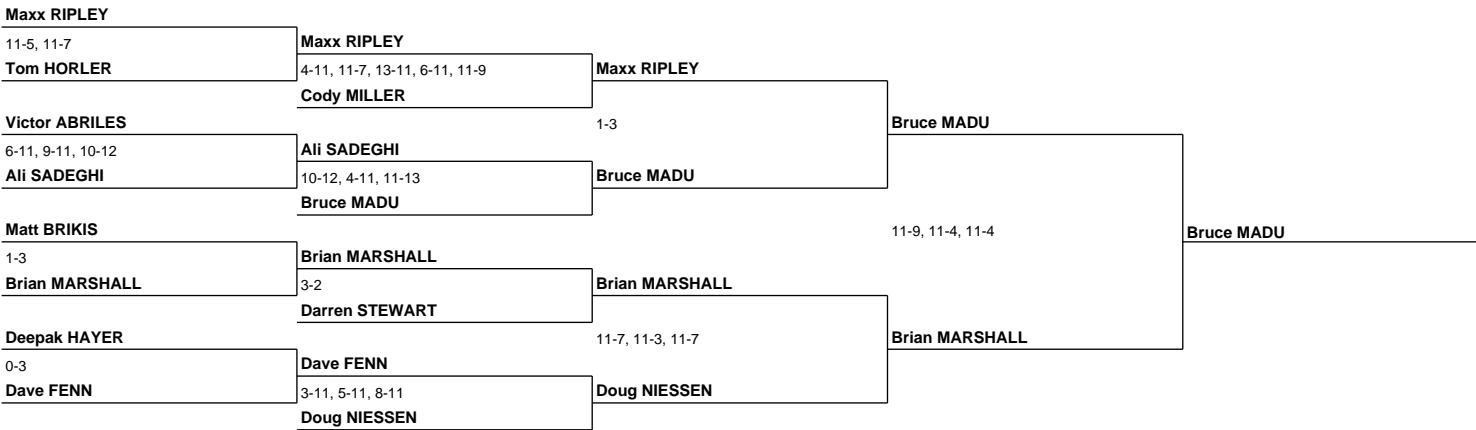 Maxx RIPLEY
11-5, 11-7
Tom HORLER
Victor ABRILES
6-11, 9-11, 10-12
Ali SADEGHI
Matt BRIKIS
1-3
Brian MARSHALL
Deepak HAYER
0-3
Dave FENN
Maxx RIPLEY
4-11, 11-7, 13-11, 6-11, 11-9
Cody MILLER
Ali SADEGHI
10-12, 4-11, 11-13
Bruce MADU
Brian MARSHALL
3-2
Darren STEWART
Dave FENN
3-11, 5-11, 8-11
Doug NIESSEN
Maxx RIPLEY
1-3
Bruce MADU
Brian MARSHALL
11-7, 11-3, 11-7
Doug NIESSEN
Bruce MADU
11-9, 11-4, 11-4
Brian MARSHALL
Bruce MADU